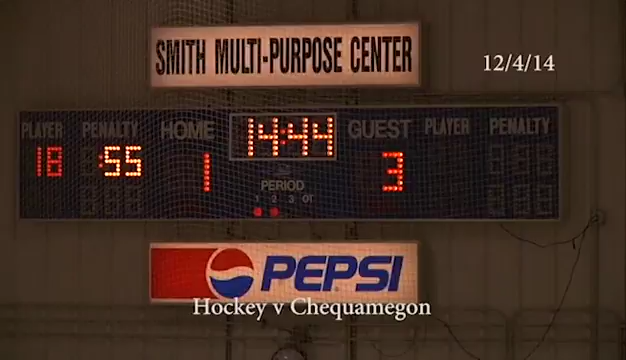 SMITH MULTI-PURPOSE CENTER
12/4/14
PLAYER PENALTY HOME 14:44 GUEST PLAYER PENALTY
18 :55 1 3
PERIOD
1 2 3 OT
PEPSI
Hockey v Chequamegon